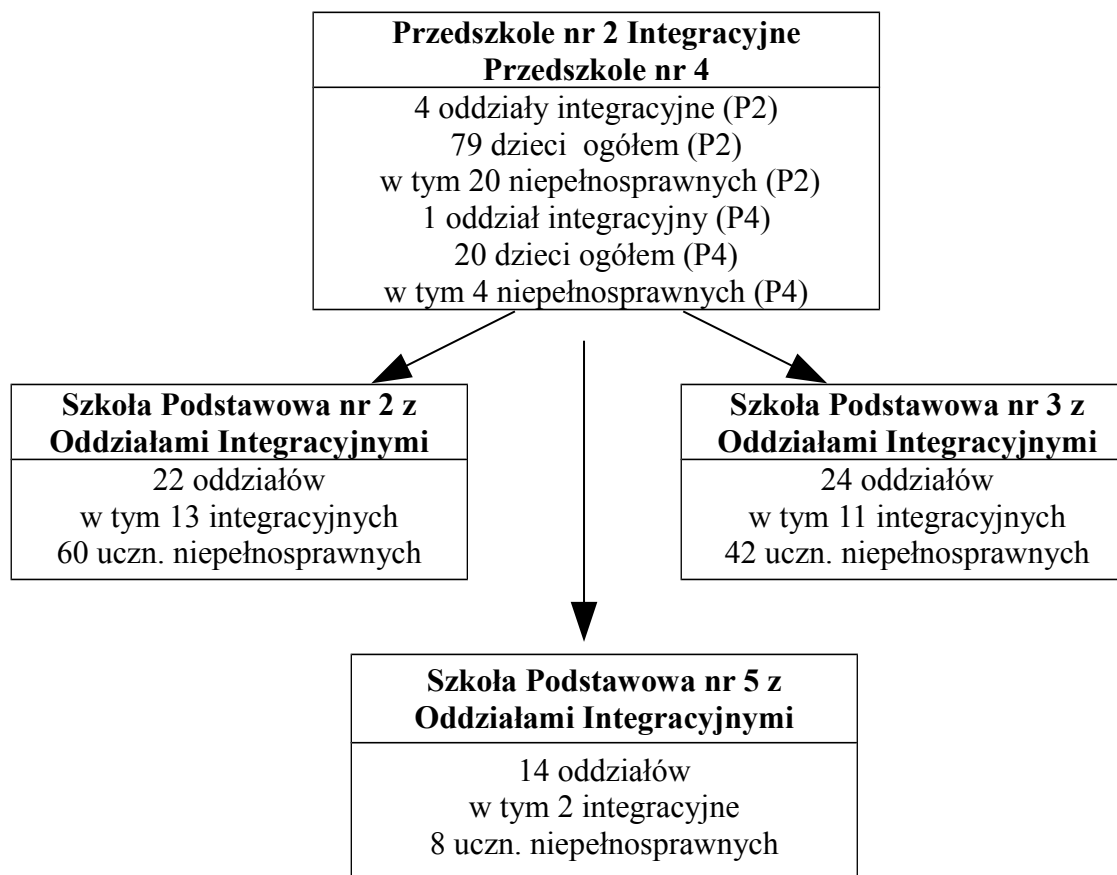 Przedszkole nr 2 Integracyjne
Przedszkole nr 4
4 oddziały integracyjne (P2)
79 dzieci ogółem (P2)
w tym 20 niepełnosprawnych (P2)
1 oddział integracyjny (P4)
20 dzieci ogółem (P4)
w tym 4 niepełnosprawnych (P4)
Szkoła Podstawowa nr 2 z
Oddziałami Integracyjnymi
22 oddziałów
w tym 13 integracyjnych
60 uczn. niepełnosprawnych
Szkoła Podstawowa nr 3 z
Oddziałami Integracyjnymi
24 oddziałów
w tym 11 integracyjnych
42 uczn. niepełnosprawnych
Szkoła Podstawowa nr 5 z
Oddziałami Integracyjnymi
14 oddziałów
w tym 2 integracyjne
8 uczn. niepełnosprawnych